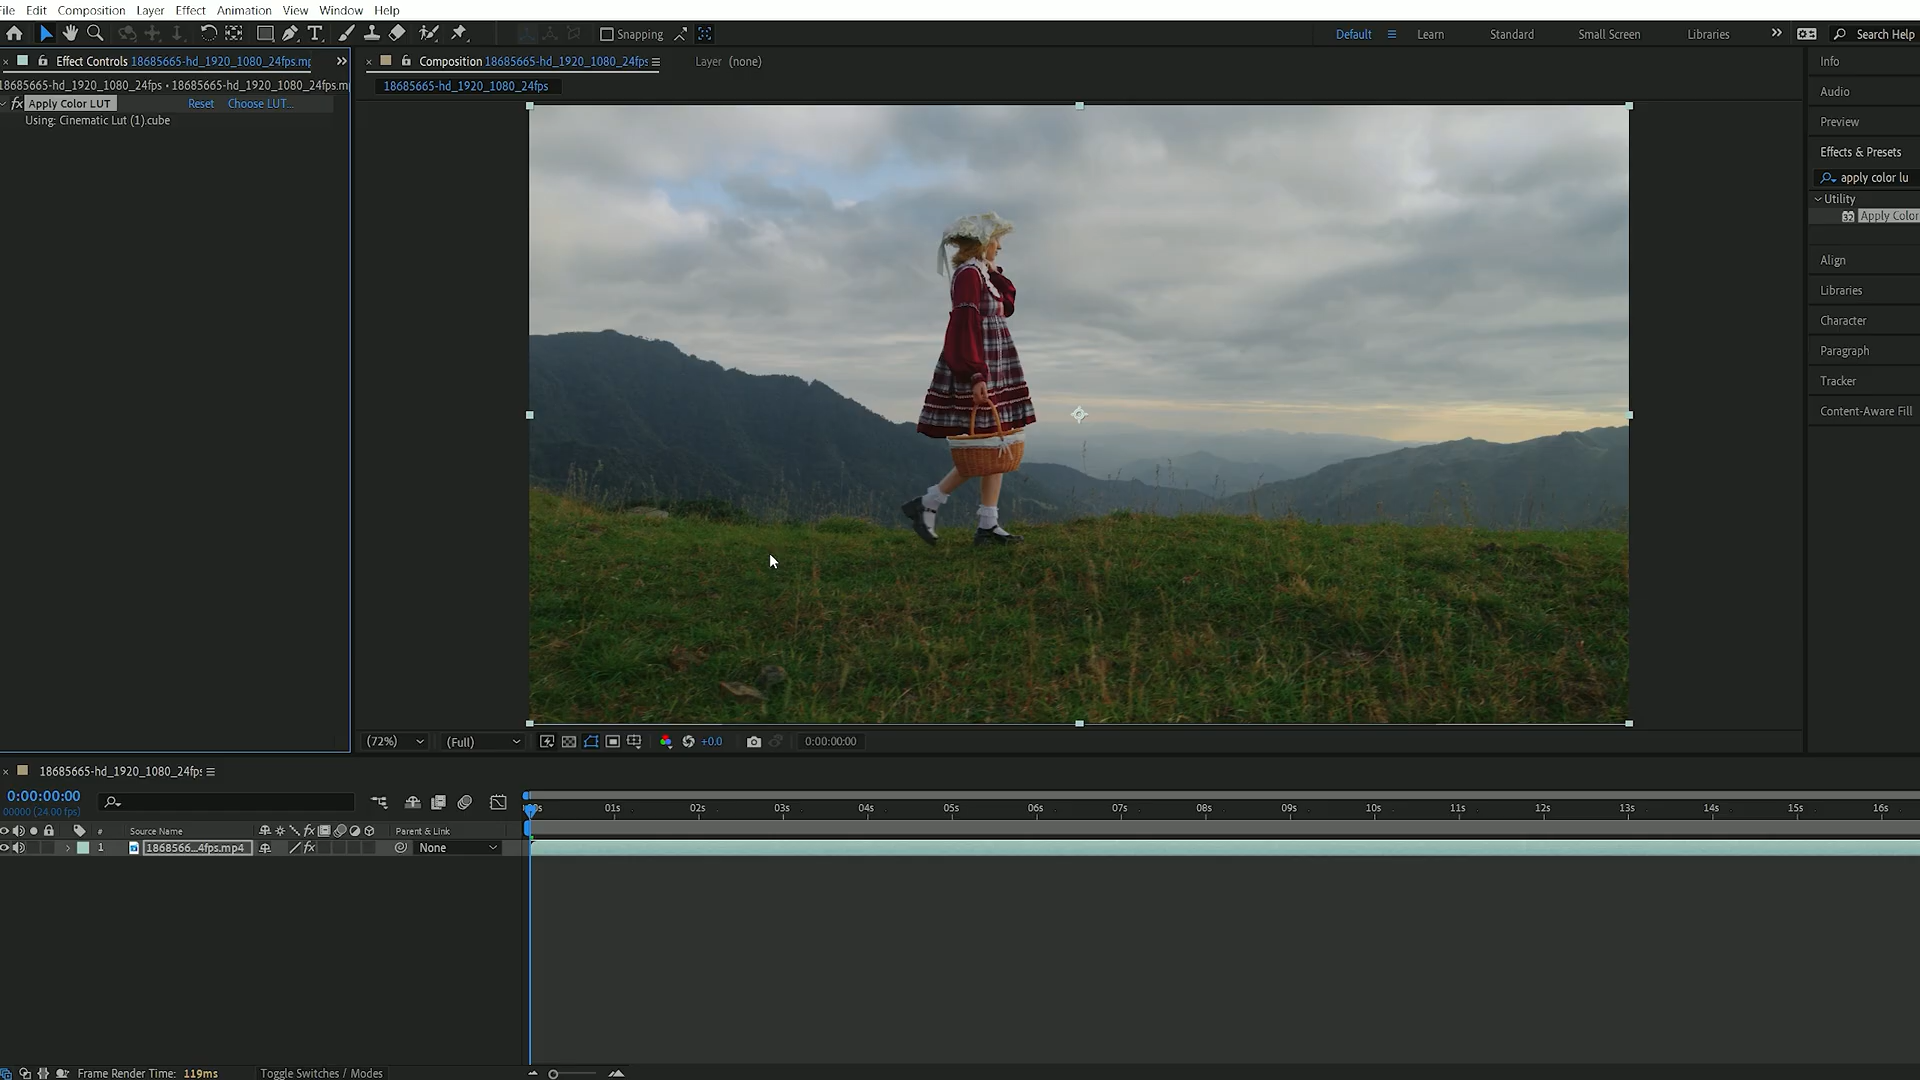 File Edit Composition Layer Effect Animation View Window Help
Snapping
Default Learn Standard Small Screen Libraries Search Help
Effect Controls 18685665-hd_1920_1080_24fps.mp
18685665-hd_1920_1080_24fps • 18685665-hd_1920_1080_24fps.m
fx Apply Color LUT Reset Choose LUT...
Using: Cinematic Lut (1).cube
Composition 18685665-hd_1920_1080_24fps
Layer (none)
18685665-hd_1920_1080_24fps
Info
Audio
Preview
Effects & Presets
apply color lu
Utility
32 Apply Color
Align
Libraries
Character
Paragraph
Tracker
Content-Aware Fill
(72%) (Full) +0.0 0:00:00:00
18685665-hd_1920_1080_24fps
0:00:00:00
00000 (24.00 fps)
01s 02s 03s 04s 05s 06s 07s 08s 09s 10s 11s 12s 13s 14s 15s 16s
# Source Name fx Parent & Link
1 1868566...4fps.mp4 fx None
Frame Render Time: 119ms Toggle Switches / Modes